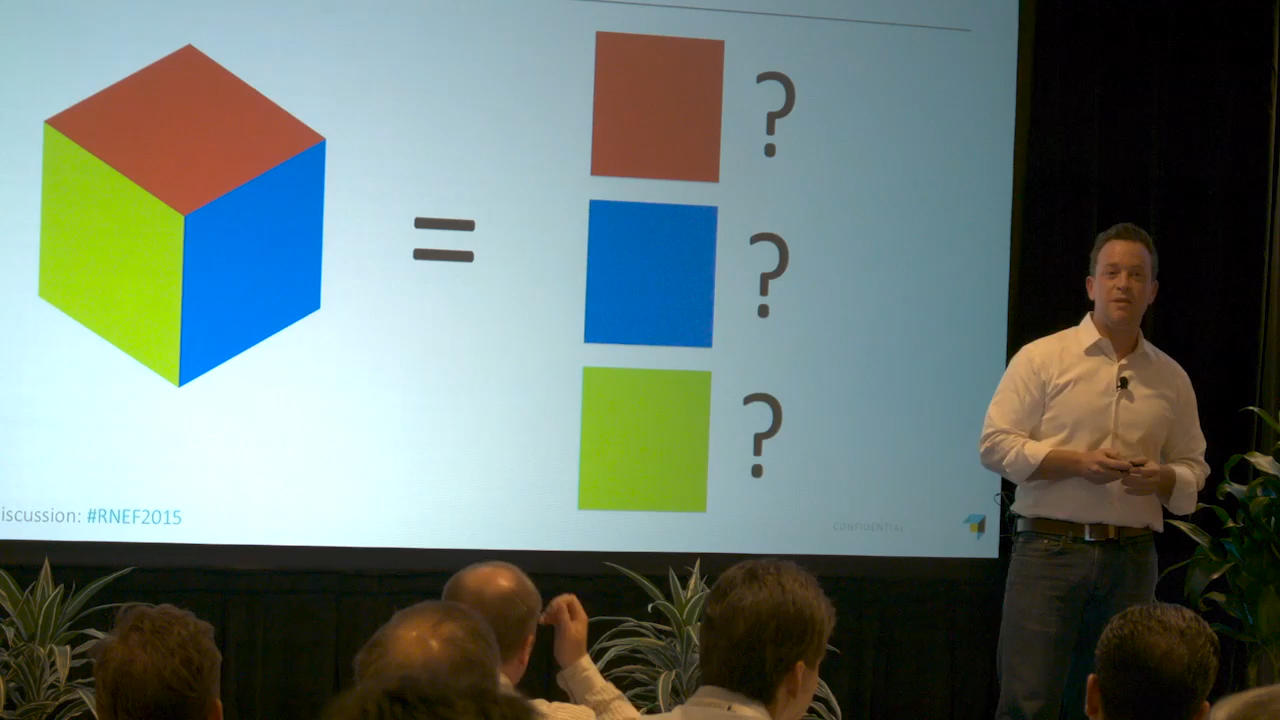 ?
=
?
?
iscussion: #RNEF2015
CONFIDENTIAL